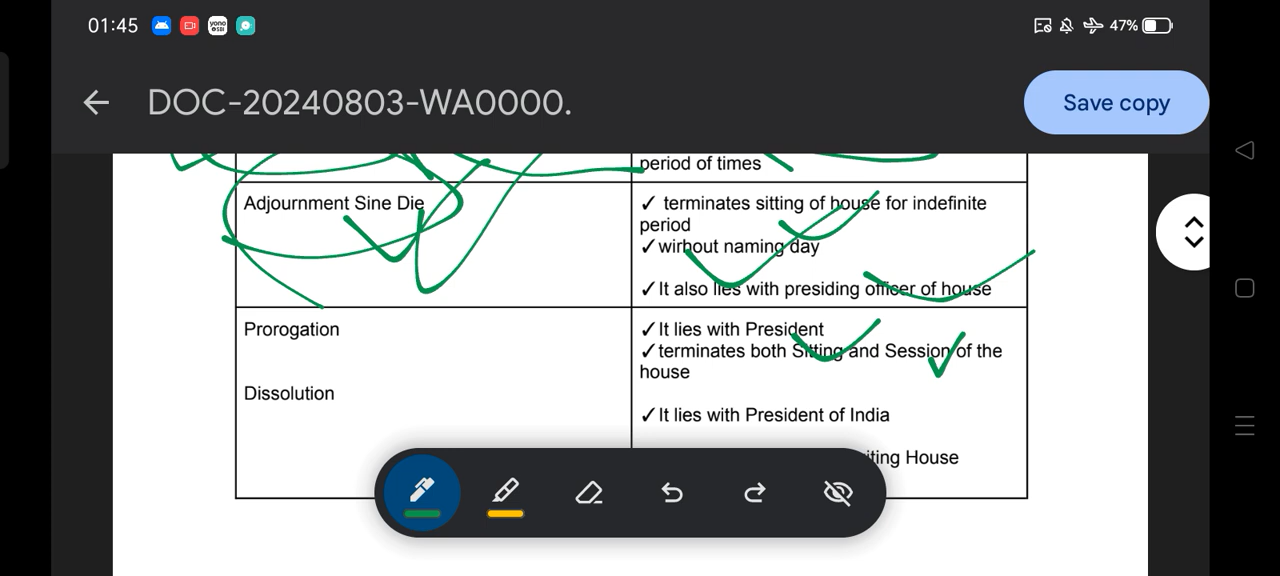 01:45
yono
SBI
47%
DOC-20240803-WA0000.
Save copy
period of times
Adjournment Sine Die
✓ terminates sitting of house for indefinite
period
✓wirhout naming day
✓It also lies with presiding officer of house
Prorogation
✓It lies with President
✓terminates both Sitting and Session of the
house
Dissolution
✓It lies with President of India
House